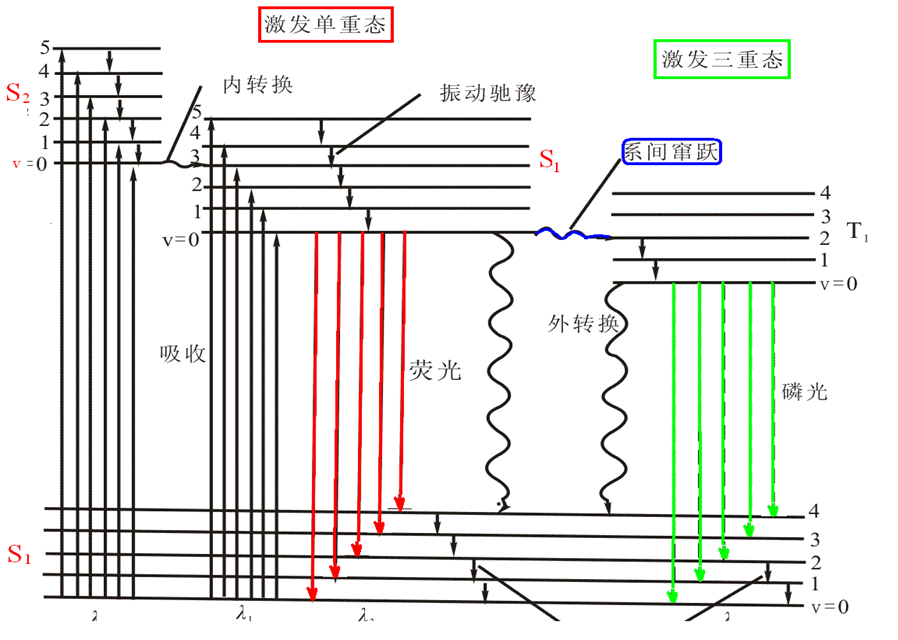 激发单重态
激发三重态
5
4
S2
3
2
1
v=0
内转换
振动驰豫
5
4
3
2
1
v=0
S1
系间窜跃
4
3
2
T1
1
v=0
吸收
荧光
外转换
磷光
4
3
S1
2
1
v=0
λ1